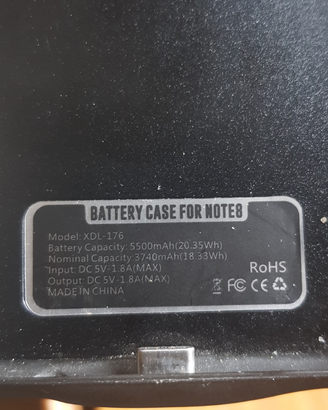 BATTERY CASE FOR NOTE8
Model: XDL-176
Battery Capacity: 5500mAh(20.35Wh)
Nominal Capacity:3740mAh(18.33Wh)
Input: DC 5V-1.8A(MAX)
Output: DC 5V-1.8A(MAX)
MADE IN CHINA
RoHS
FC CE